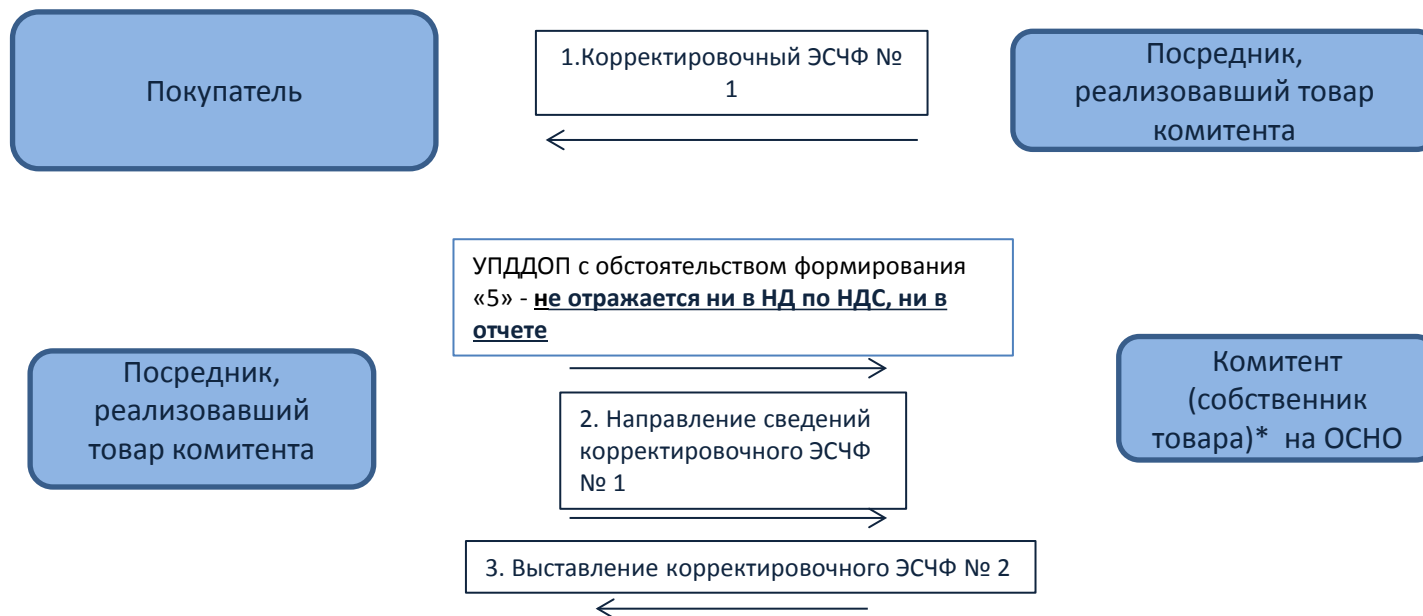 Покупатель
1.Корректировочный ЭСЧФ №
1
Посредник,
реализовавший товар
комитента
УПДДОП с обстоятельством формирования
«5» - не отражается ни в НД по НДС, ни в
отчете
Посредник,
реализовавший
товар комитента
2. Направление сведений
корректировочного ЭСЧФ
№ 1
Комитент
(собственник
товара)* на ОСНО
3. Выставление корректировочного ЭСЧФ № 2